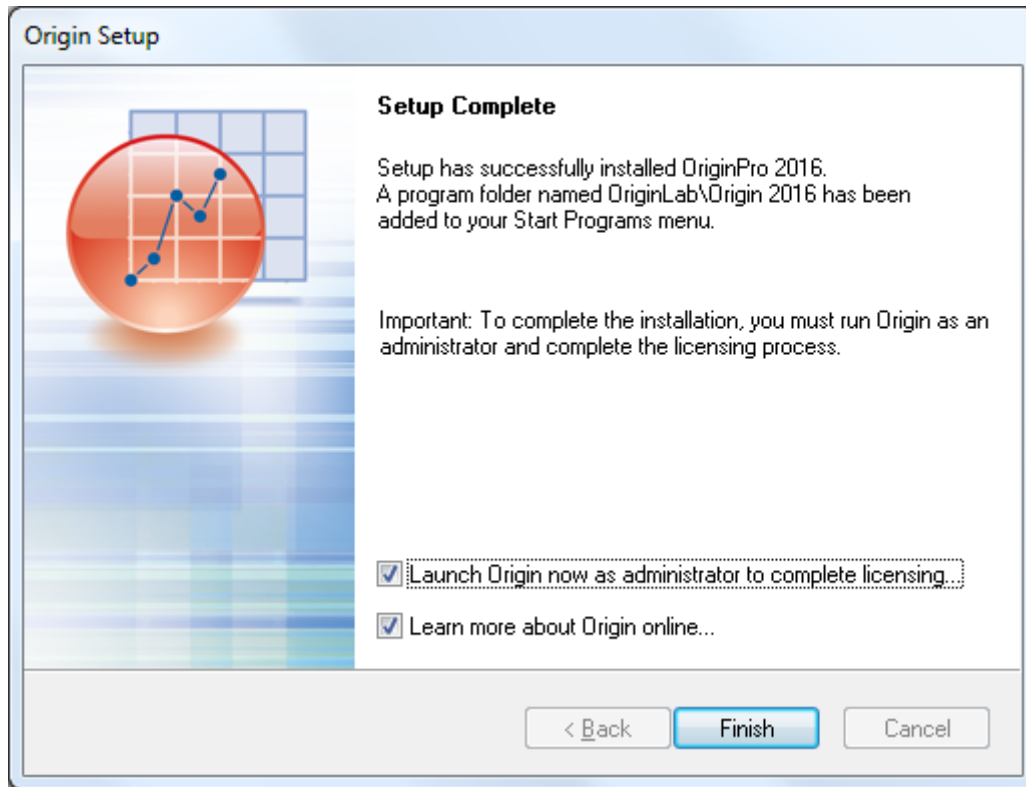 Origin Setup
Setup Complete
Setup has successfully installed OriginPro 2016.
A program folder named OriginLab\Origin 2016 has been
added to your Start Programs menu.
Important: To complete the installation, you must run Origin as an
administrator and complete the licensing process.
Launch Origin now as administrator to complete licensing...
Learn more about Origin online...
< Back Finish Cancel